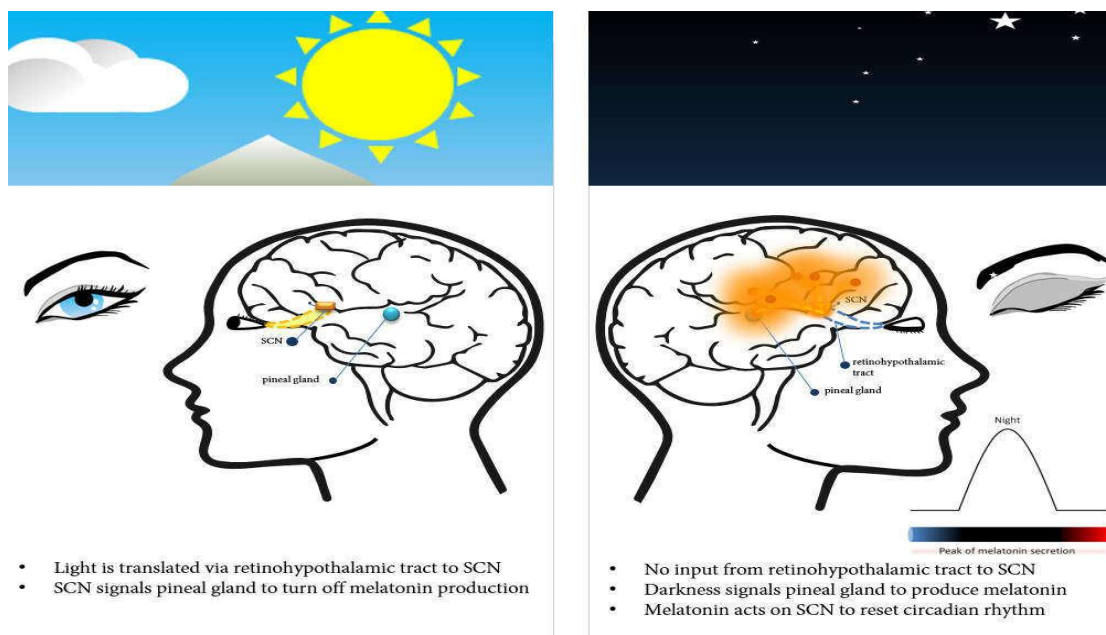 SCN
pineal gland
• Light is translated via retinohypothalamic tract to SCN
• SCN signals pineal gland to turn off melatonin production
SCN
retinohypothalamic
tract
pineal gland
Night
Peak of melatonin secretion
• No input from retinohypothalamic tract to SCN
• Darkness signals pineal gland to produce melatonin
• Melatonin acts on SCN to reset circadian rhythm